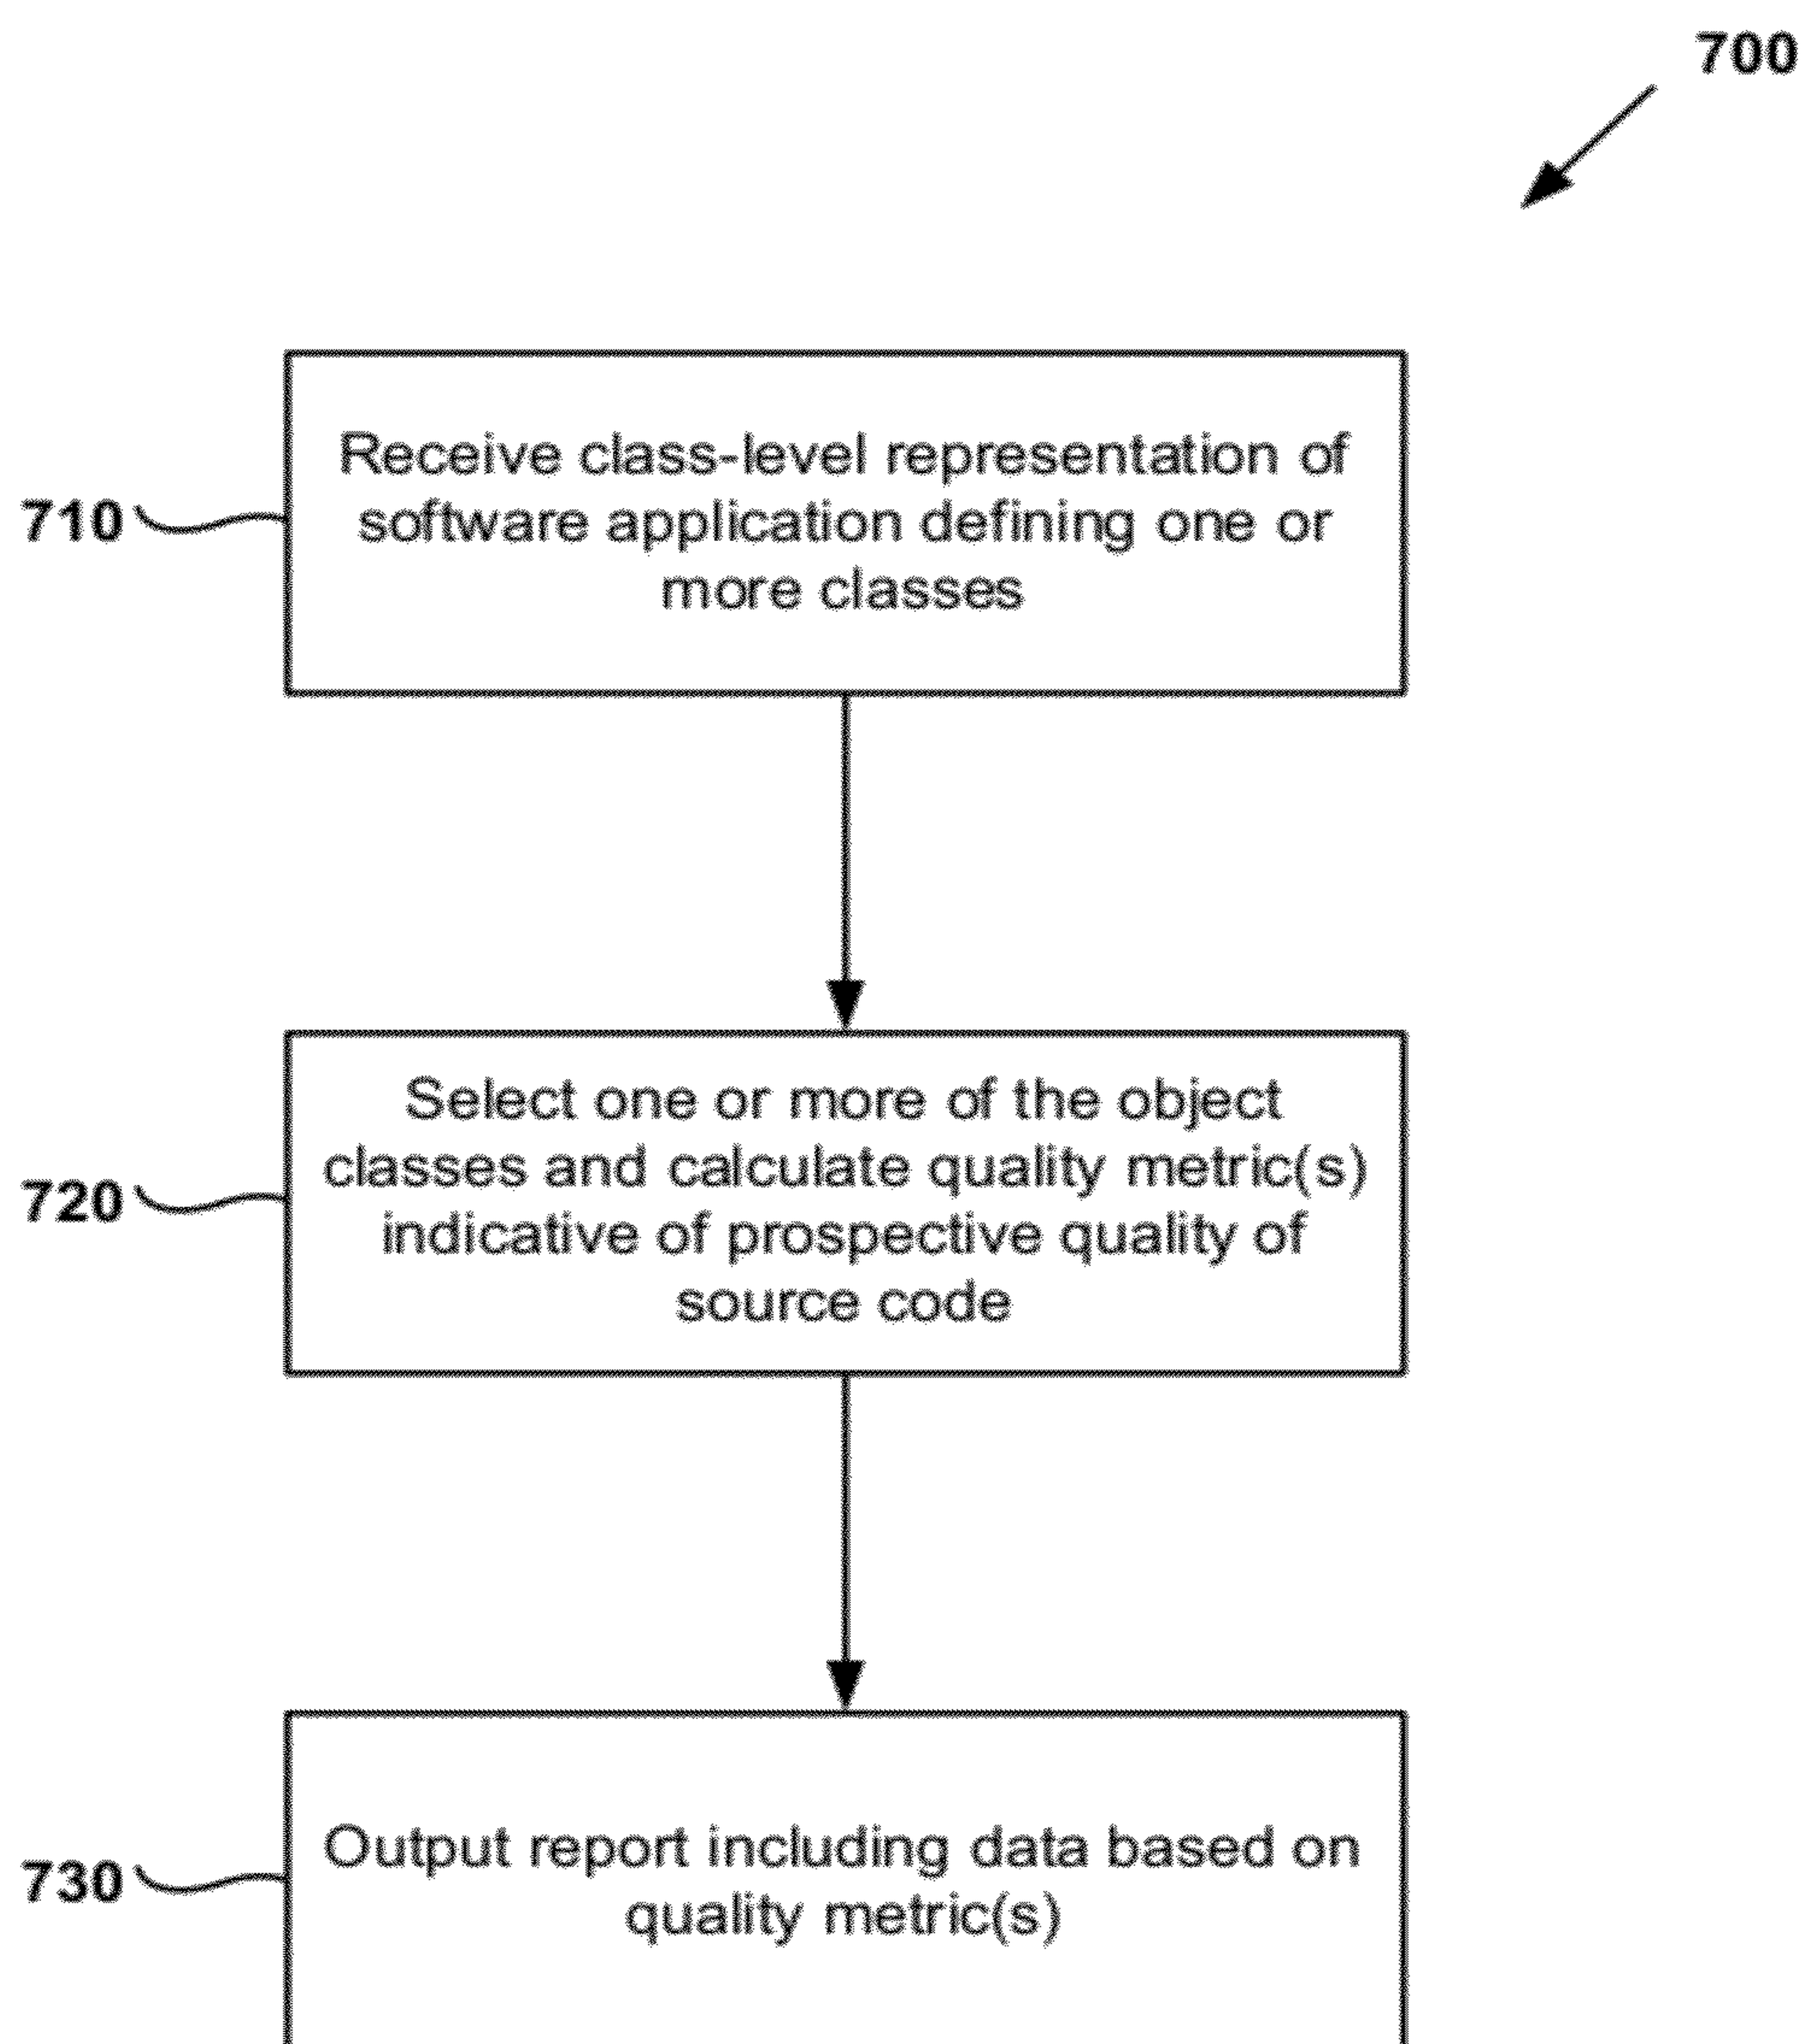 700
710
Receive class-level representation of
software application defining one or
more classes
720
Select one or more of the object
classes and calculate quality metric(s)
indicative of prospective quality of
source code
730
Output report including data based on
quality metric(s)